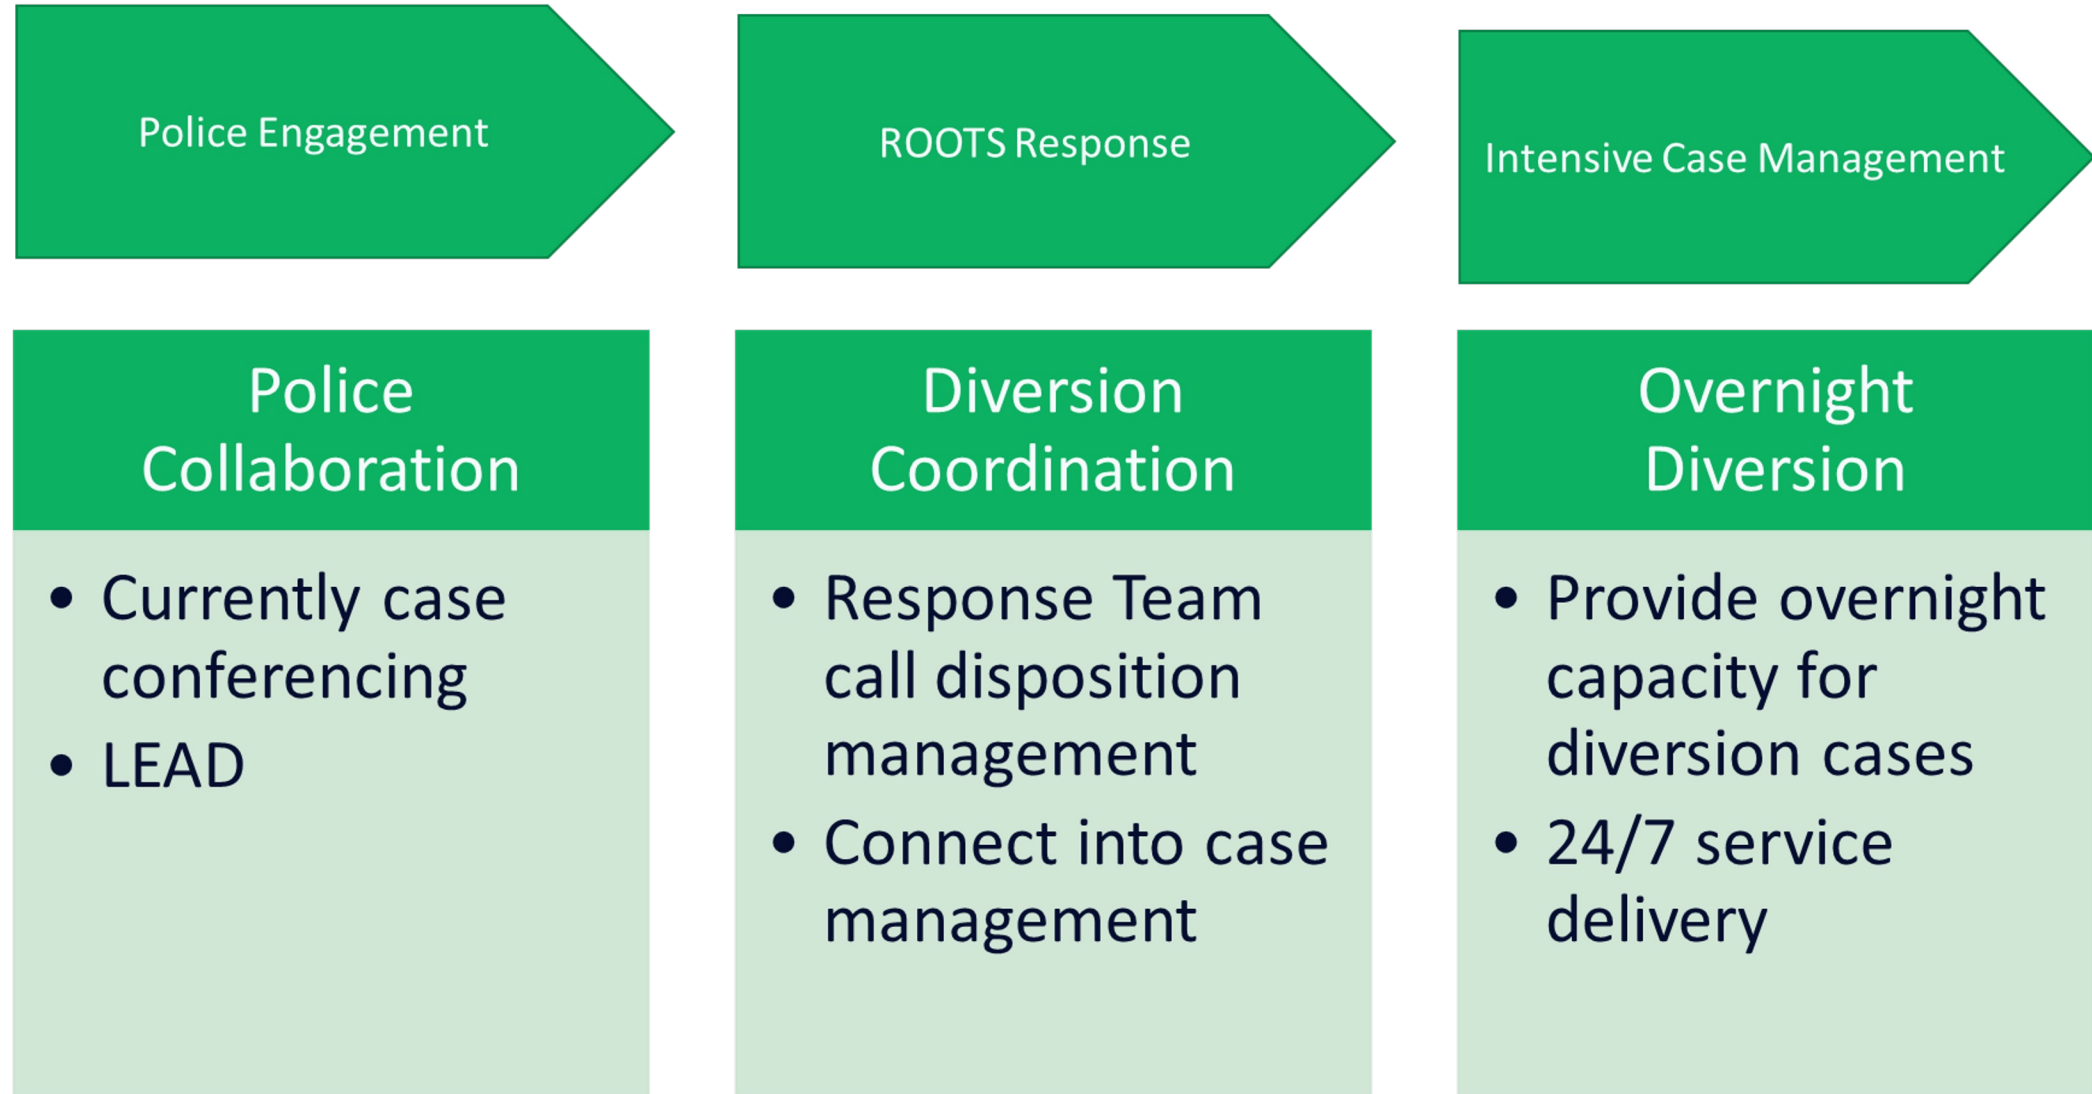 Police Engagement
ROOTS Response
Intensive Case Management
Police
Collaboration
• Currently case
conferencing
• LEAD
Diversion
Coordination
• Response Team
call disposition
management
• Connect into case
management
Overnight
Diversion
• Provide overnight
capacity for
diversion cases
• 24/7 service
delivery